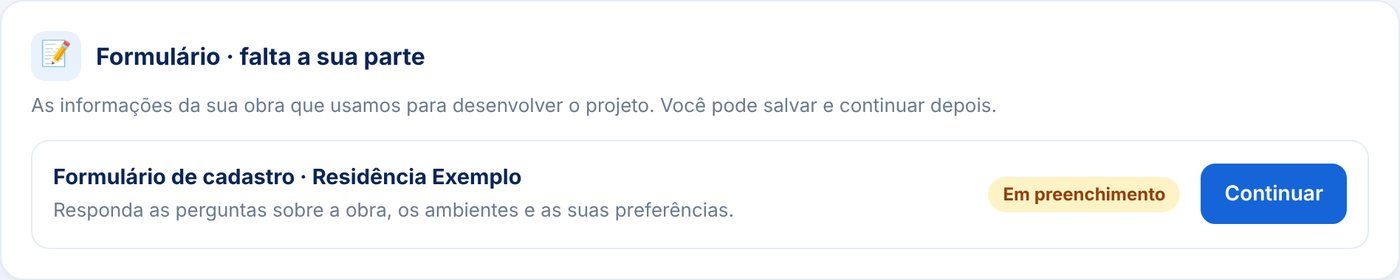 Formulário · falta a sua parte
As informações da sua obra que usamos para desenvolver o projeto. Você pode salvar e continuar depois.
Formulário de cadastro · Residência Exemplo
Responda as perguntas sobre a obra, os ambientes e as suas preferências.
Em preenchimento
Continuar